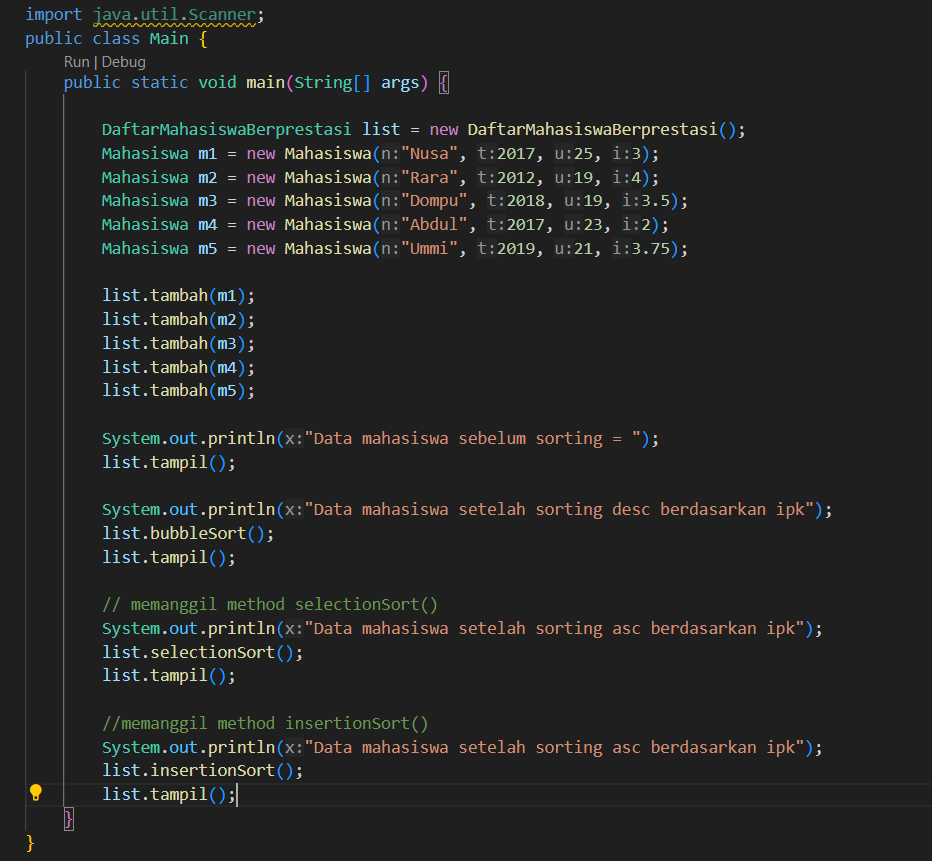 import java.util.Scanner;
public class Main {
Run | Debug
public static void main(String[] args) {
DaftarMahasiswaBerprestasi list = new DaftarMahasiswaBerprestasi();
Mahasiswa m1 = new Mahasiswa(n:"Nusa", t:2017, u:25, i:3);
Mahasiswa m2 = new Mahasiswa(n:"Rara", t:2012, u:19, i:4);
Mahasiswa m3 = new Mahasiswa(n:"Dompu", t:2018, u:19, i:3.5);
Mahasiswa m4 = new Mahasiswa(n:"Abdul", t:2017, u:23, i:2);
Mahasiswa m5 = new Mahasiswa(n:"Ummi", t:2019, u:21, i:3.75);
list.tambah(m1);
list.tambah(m2);
list.tambah(m3);
list.tambah(m4);
list.tambah(m5);
System.out.println(x:"Data mahasiswa sebelum sorting = ");
list.tampil();
System.out.println(x:"Data mahasiswa setelah sorting desc berdasarkan ipk");
list.bubbleSort();
list.tampil();
// memanggil method selectionSort()
System.out.println(x:"Data mahasiswa setelah sorting asc berdasarkan ipk");
list.selectionSort();
list.tampil();
//memanggil method insertionSort()
System.out.println(x:"Data mahasiswa setelah sorting asc berdasarkan ipk");
list.insertionSort();
list.tampil();
}
}